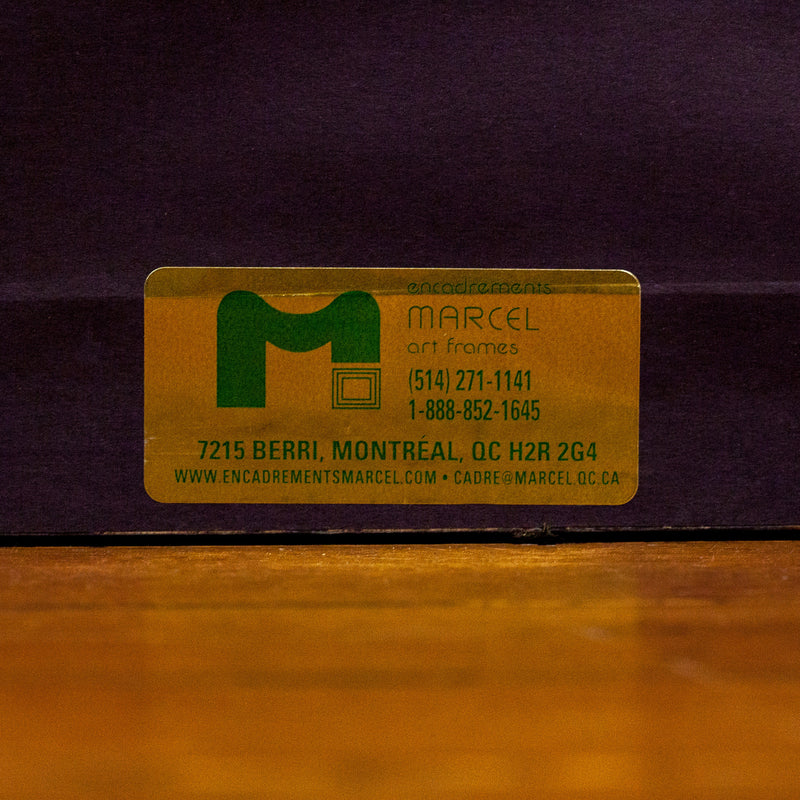 encadrements
MARCEL
art frames
(514) 271-1141
1-888-852-1645
7215 BERRI, MONTRÉAL, QC H2R 2G4
WWW.ENCADREMENTSMARCEL.COM • CADRE@MARCEL.QC.CA